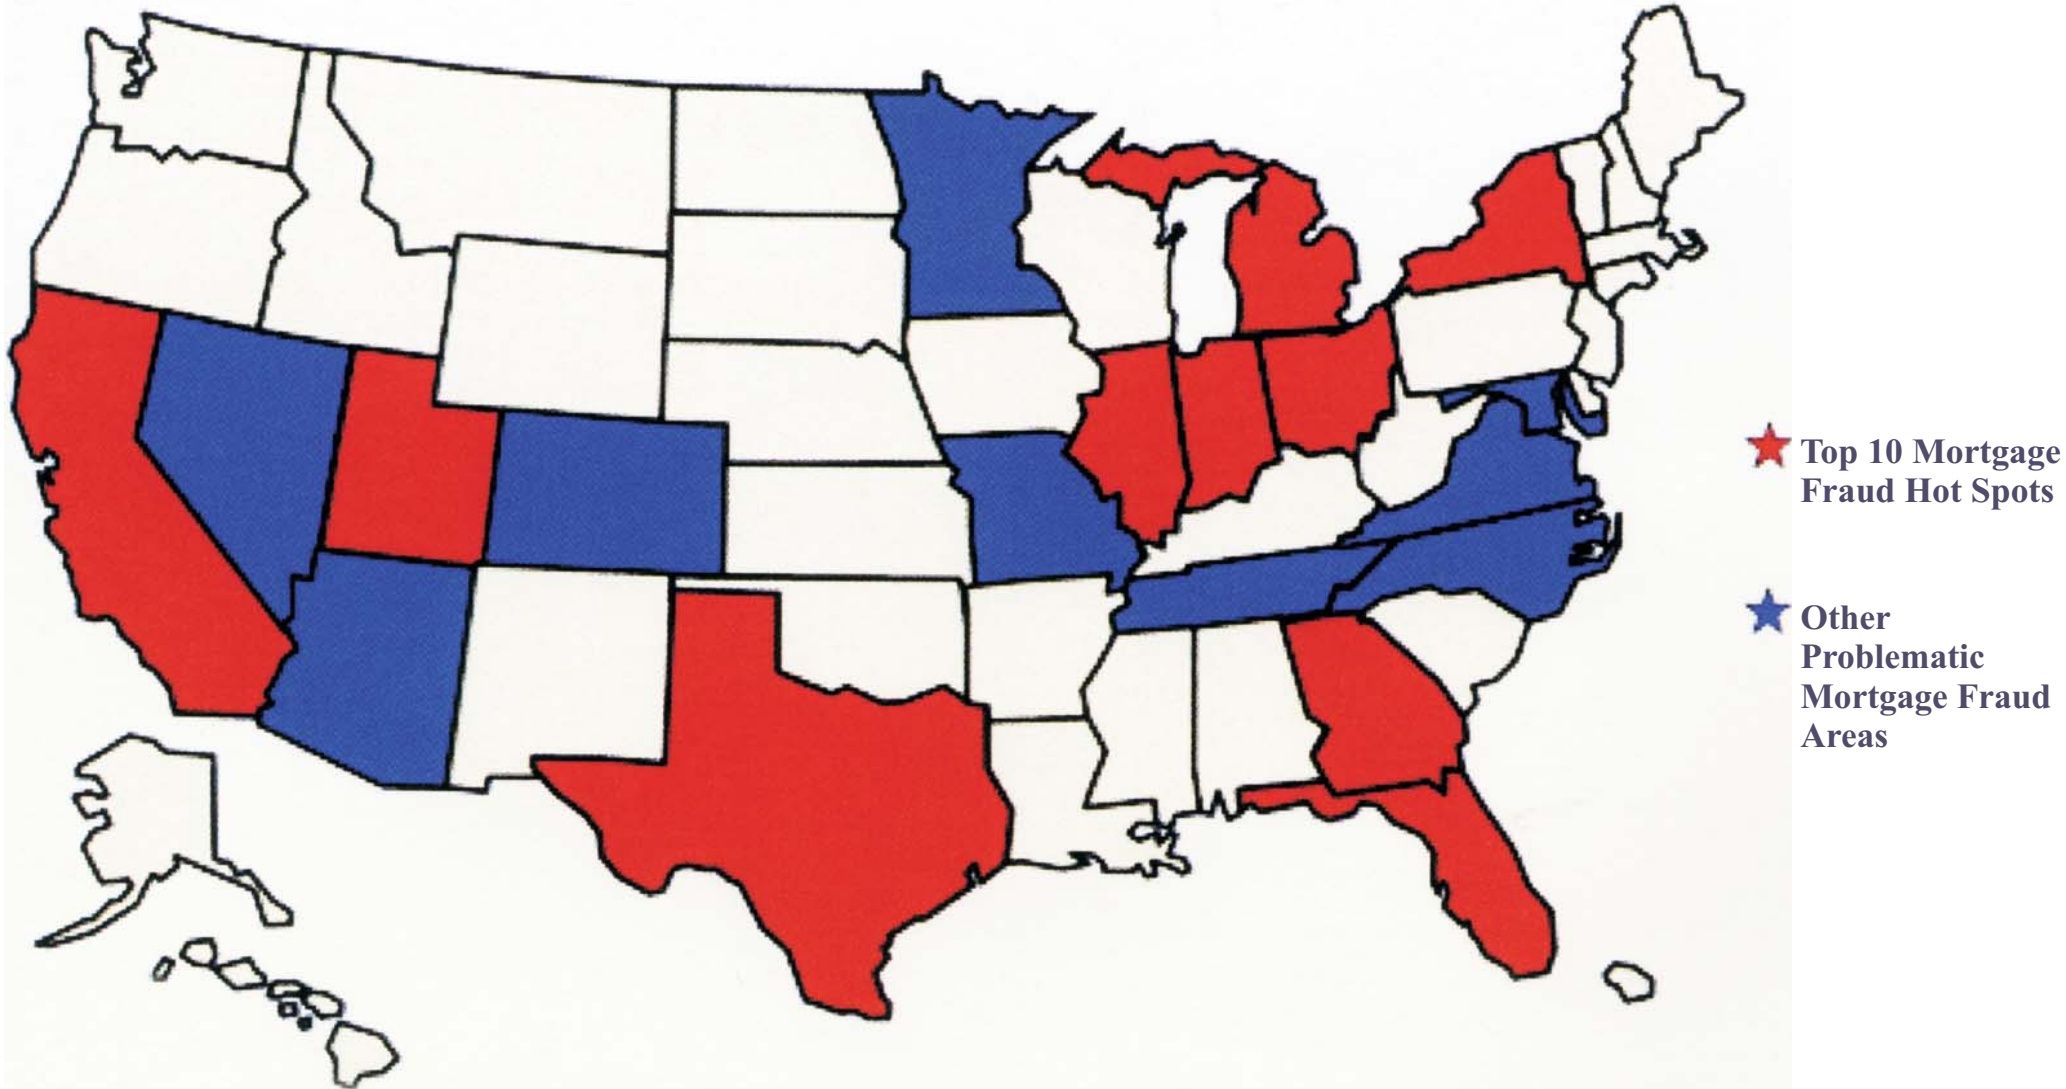 Top 10 Mortgage
Fraud Hot Spots
Other
Problematic
Mortgage Fraud
Areas